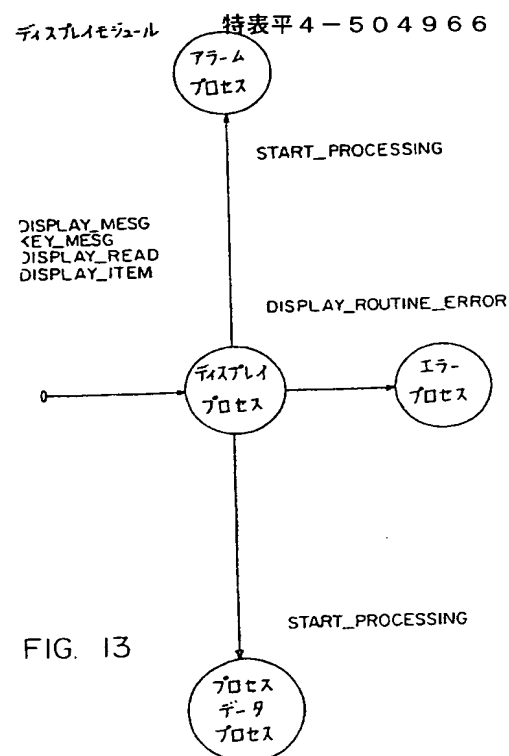 ディスプレイモジュール
特表平4-504966
アラーム
プロセス
START_PROCESSING
DISPLAY_MESG
KEY_MESG
DISPLAY_READ
DISPLAY_ITEM
DISPLAY_ROUTINE_ERROR
ディスプレイ
プロセス
エラー
プロセス
START_PROCESSING
FIG. 13
プロセス
データ
プロセス